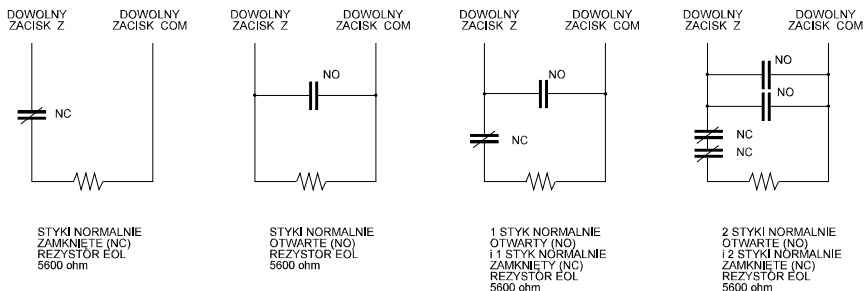 DOWOLNY
ZACISK Z
DOWOLNY
ZACISK COM
NC
STYKI NORMALNIE
ZAMKNIĘTE (NC)
REZYSTOR EOL
5600 ohm
DOWOLNY
ZACISK Z
DOWOLNY
ZACISK COM
NO
STYKI NORMALNIE
OTWARTE (NO)
REZYSTOR EOL
5600 ohm
DOWOLNY
ZACISK Z
DOWOLNY
ZACISK COM
NO
NC
1 STYK NORMALNIE
OTWARTY (NO)
i 1 STYK NORMALNIE
ZAMKNIĘTY (NC)
REZYSTOR EOL
5600 ohm
DOWOLNY
ZACISK Z
DOWOLNY
ZACISK COM
NO
NO
NC
NC
2 STYKI NORMALNIE
OTWARTE (NO)
i 2 STYKI NORMALNIE
ZAMKNIĘTE (NC)
REZYSTOR EOL
5600 ohm